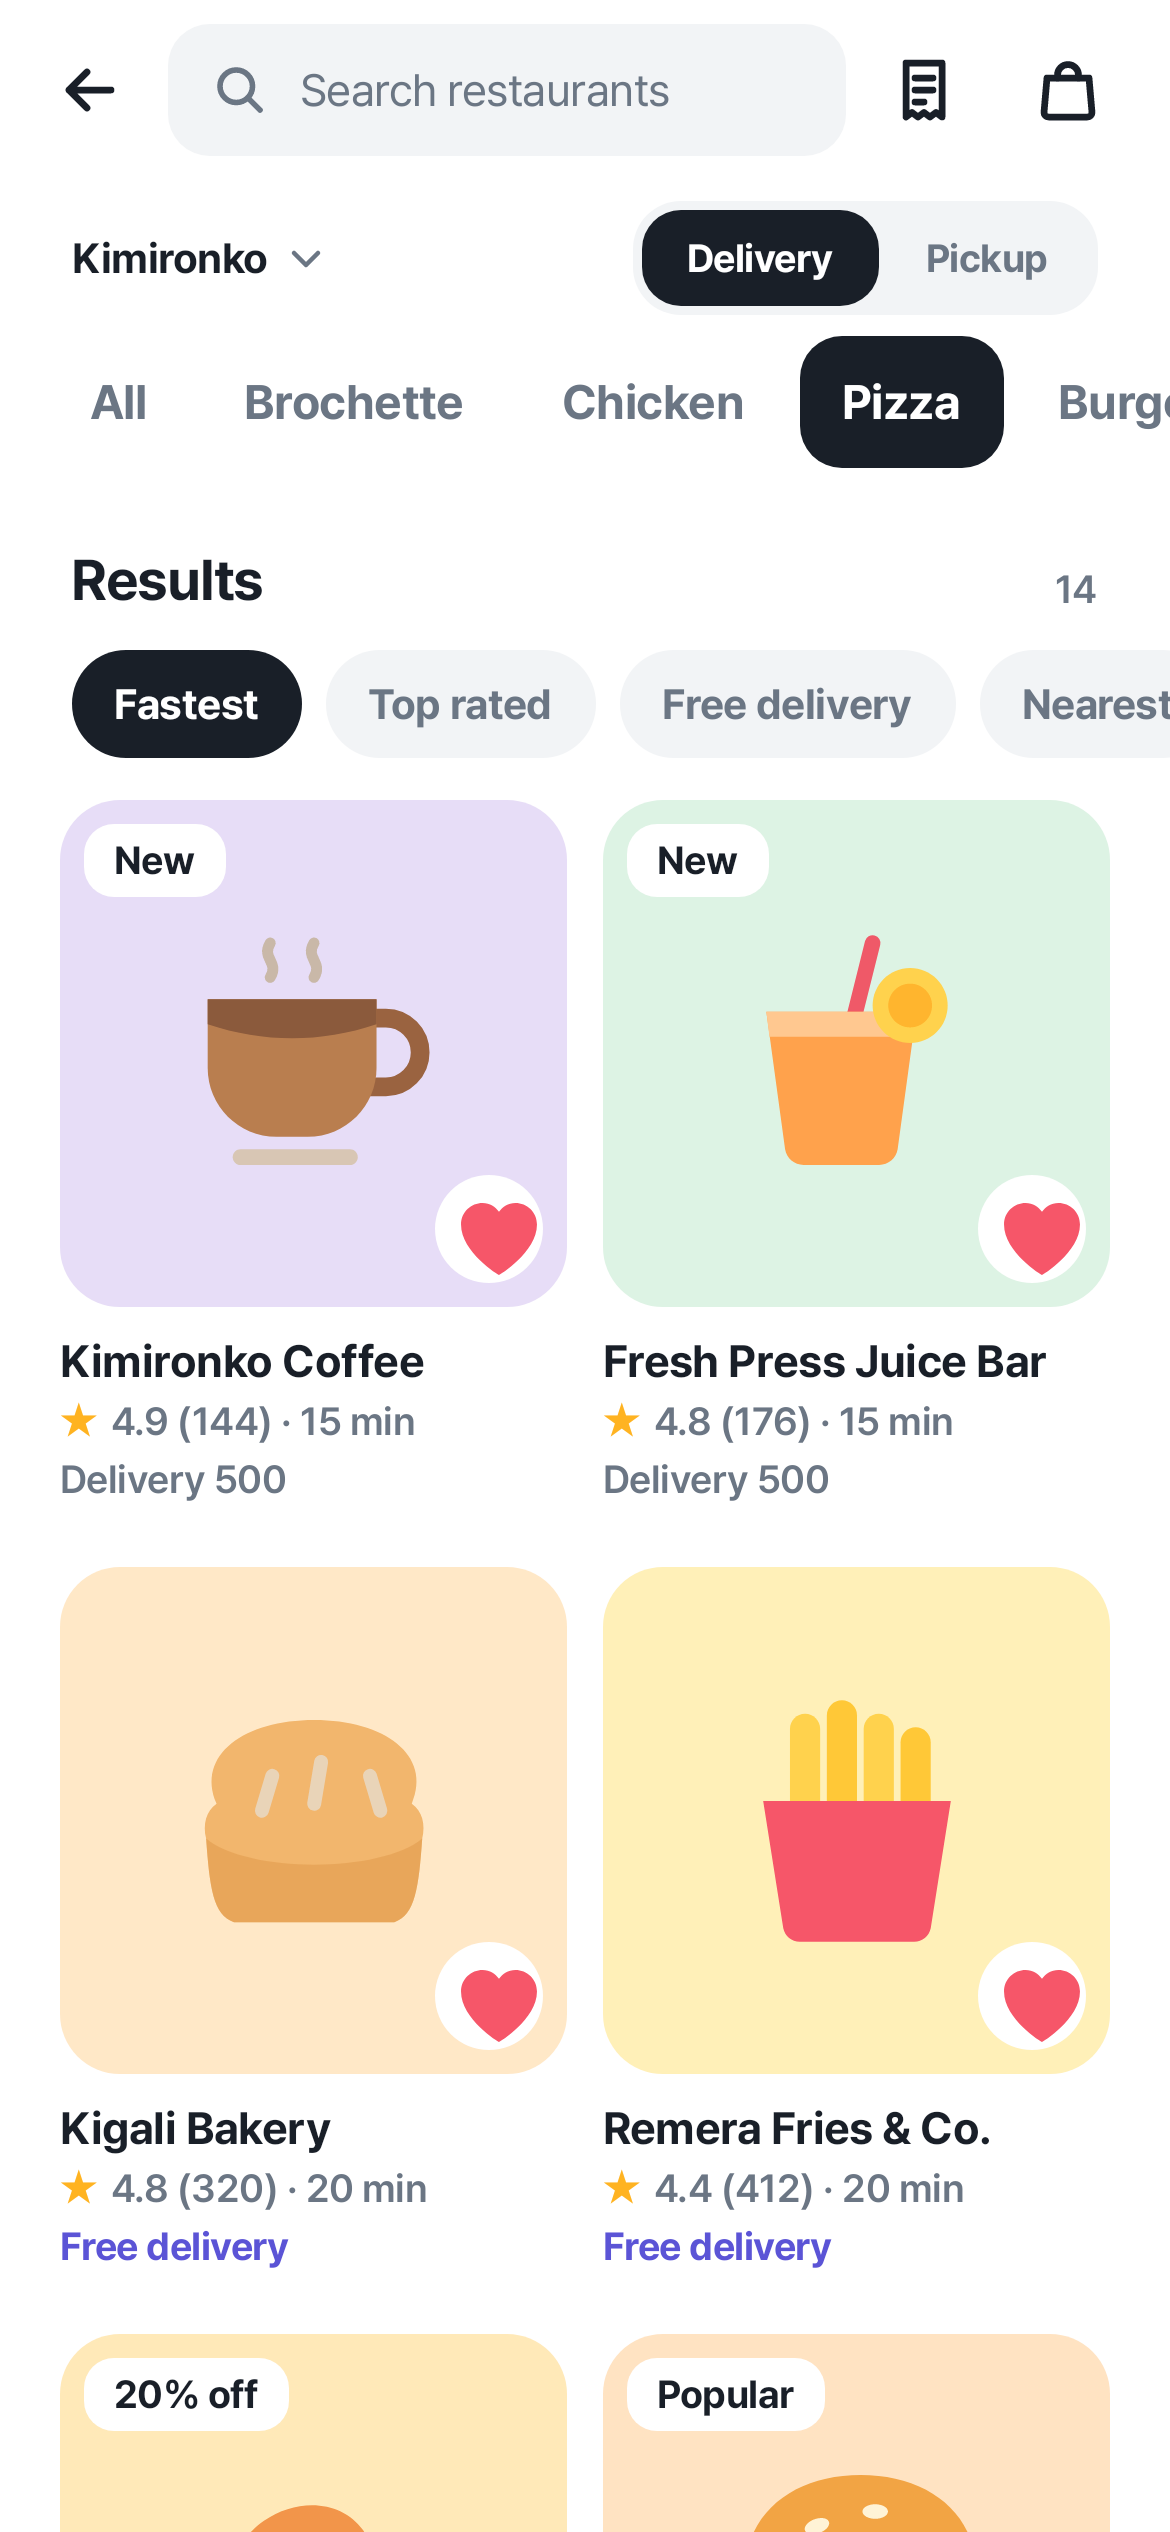 Search restaurants
Kimironko
Delivery Pickup
All Brochette Chicken Pizza Burge
Results
14
Fastest Top rated Free delivery Nearest
New
New
Kimironko Coffee
★ 4.9 (144) · 15 min
Delivery 500
Fresh Press Juice Bar
★ 4.8 (176) · 15 min
Delivery 500
Kigali Bakery
★ 4.8 (320) · 20 min
Free delivery
Remera Fries & Co.
★ 4.4 (412) · 20 min
Free delivery
20% off
Popular